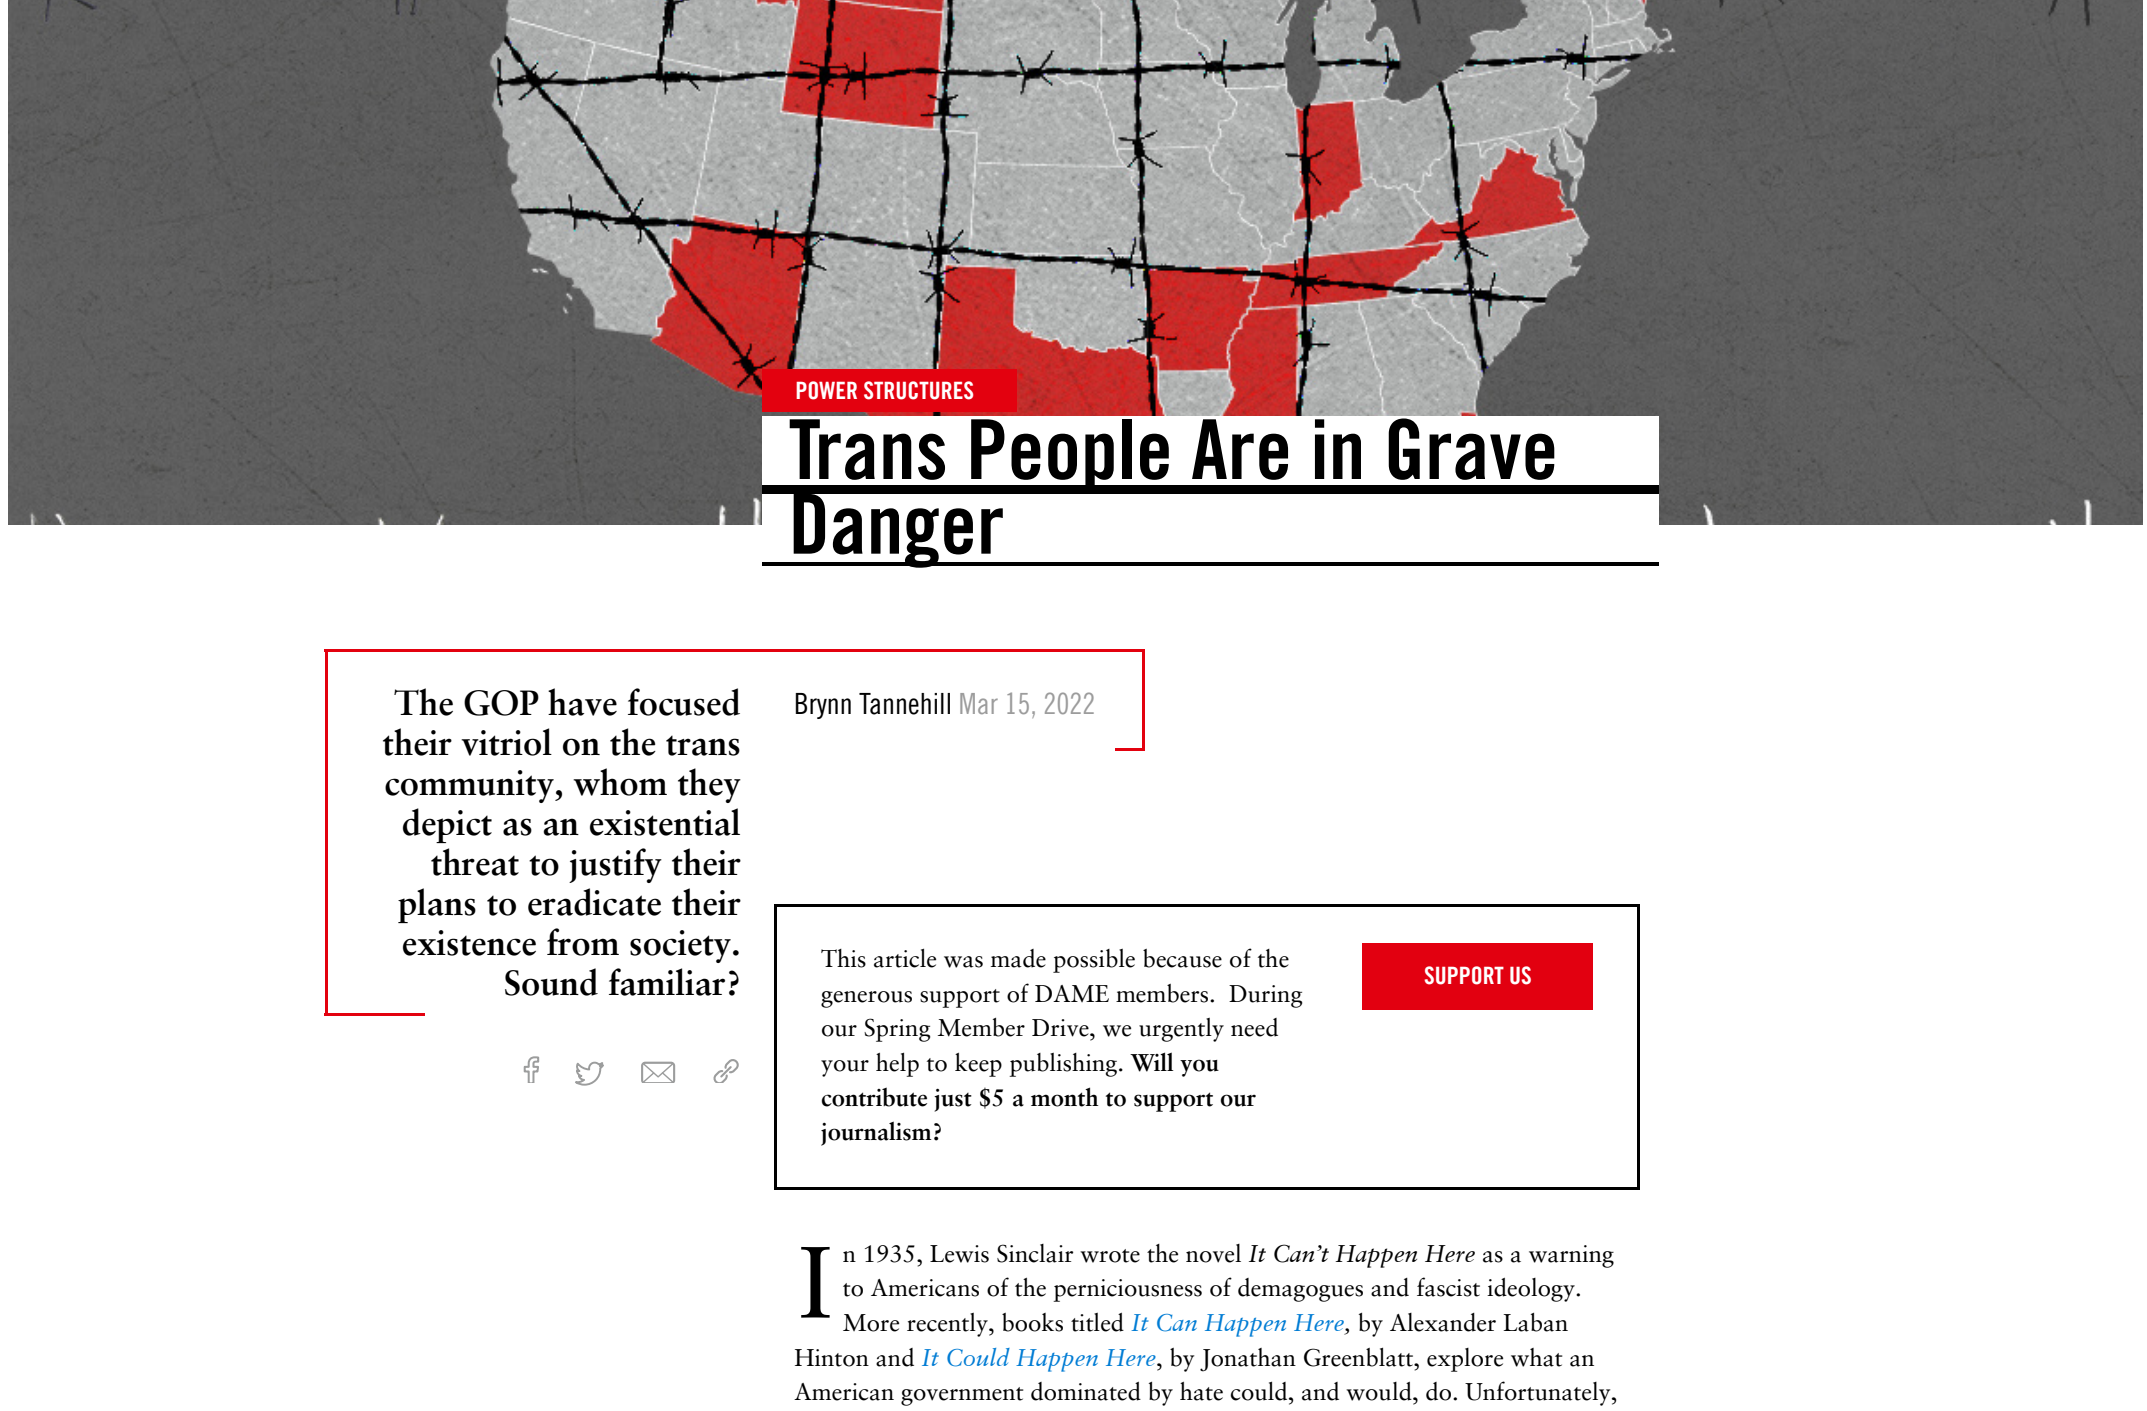 POWER STRUCTURES
Trans People Are in Grave
Danger
The GOP have focused
their vitriol on the trans
community, whom they
depict as an existential
threat to justify their
plans to eradicate their
existence from society.
Sound familiar?
Brynn Tannehill Mar 15, 2022
This article was made possible because of the
generous support of DAME members.  During
our Spring Member Drive, we urgently need
your help to keep publishing. Will you
contribute just $5 a month to support our
journalism?
SUPPORT US
In 1935, Lewis Sinclair wrote the novel It Can’t Happen Here as a warning
to Americans of the perniciousness of demagogues and fascist ideology.
More recently, books titled It Can Happen Here, by Alexander Laban
Hinton and It Could Happen Here, by Jonathan Greenblatt, explore what an
American government dominated by hate could, and would, do. Unfortunately,